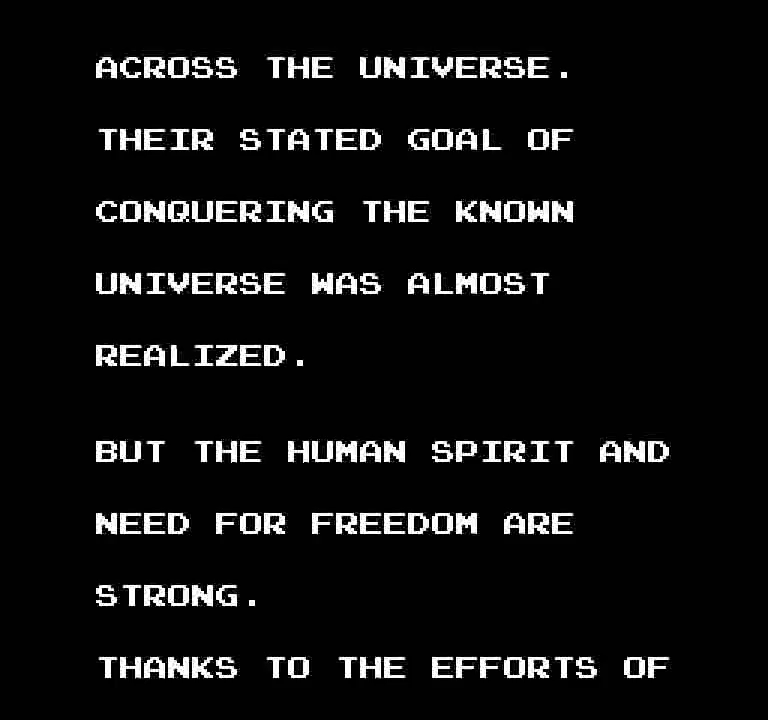 ACROSS THE UNIVERSE.
THEIR STATED GOAL OF
CONQUERING THE KNOWN
UNIVERSE WAS ALMOST
REALIZED.
BUT THE HUMAN SPIRIT AND
NEED FOR FREEDOM ARE
STRONG.
THANKS TO THE EFFORTS OF